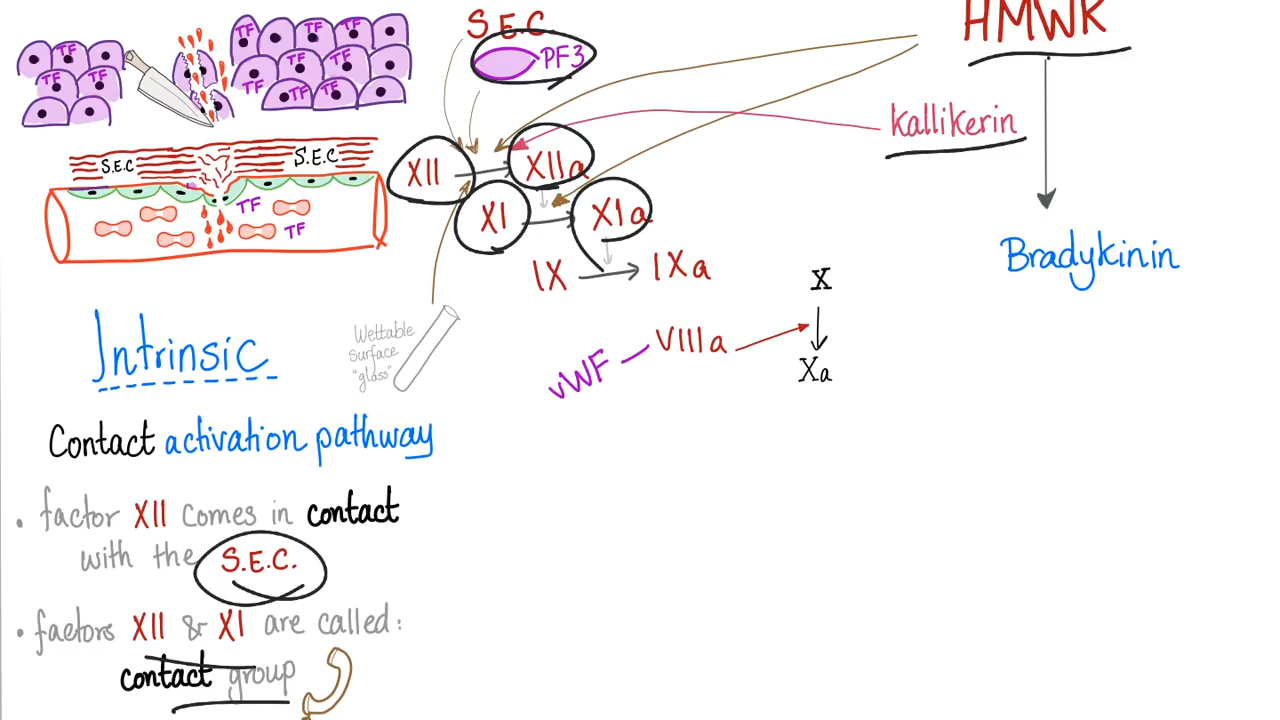 TF TF TF TF
TF TF TF
TF TF
TF TF
S.E.C
PF3
HMWK
Kallikerin
S.E.C S.E.C
TF
TF
XII XIIa
XI XIa
IX IXa
Bradykinin
X
Xa
vWF VIIIa
Wettable
Surface
"glass"
Intrinsic
Contact activation pathway
• factor XII comes in contact
with the S.E.C.
• factors XII & XI are called:
contact group